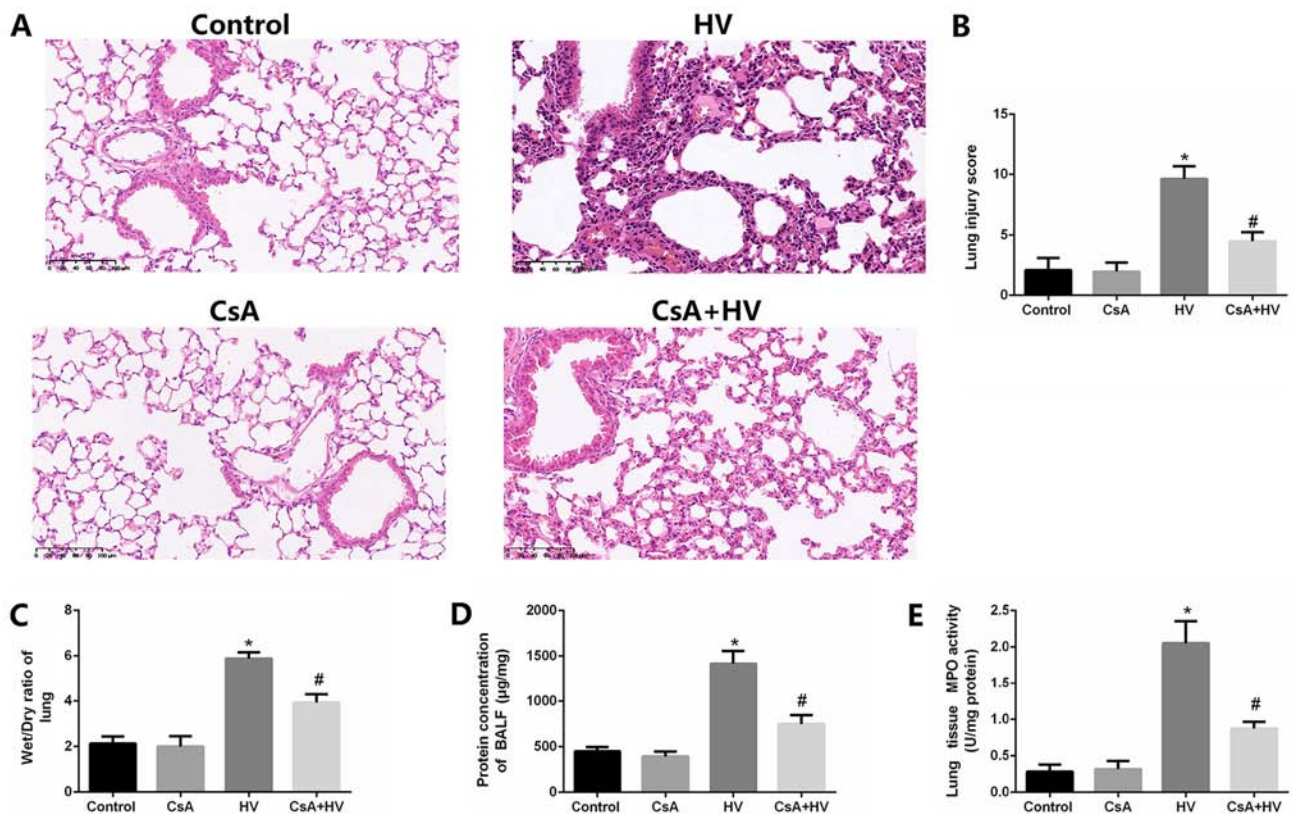 A
Control
HV
B
15
10
5
0
Lung injury score
*
#
Control CsA HV CsA+HV
CsA
CsA+HV
C
8
6
4
2
0
Wet/Dry ratio of
lung
*
#
Control CsA HV CsA+HV
D
2000
1500
1000
500
0
Protein concentration
of BALF (µg/mg)
*
#
Control CsA HV CsA+HV
E
2.5
2.0
1.5
1.0
0.5
0.0
Lung tissue MPO activity
(U/mg protein)
*
#
Control CsA HV CsA+HV